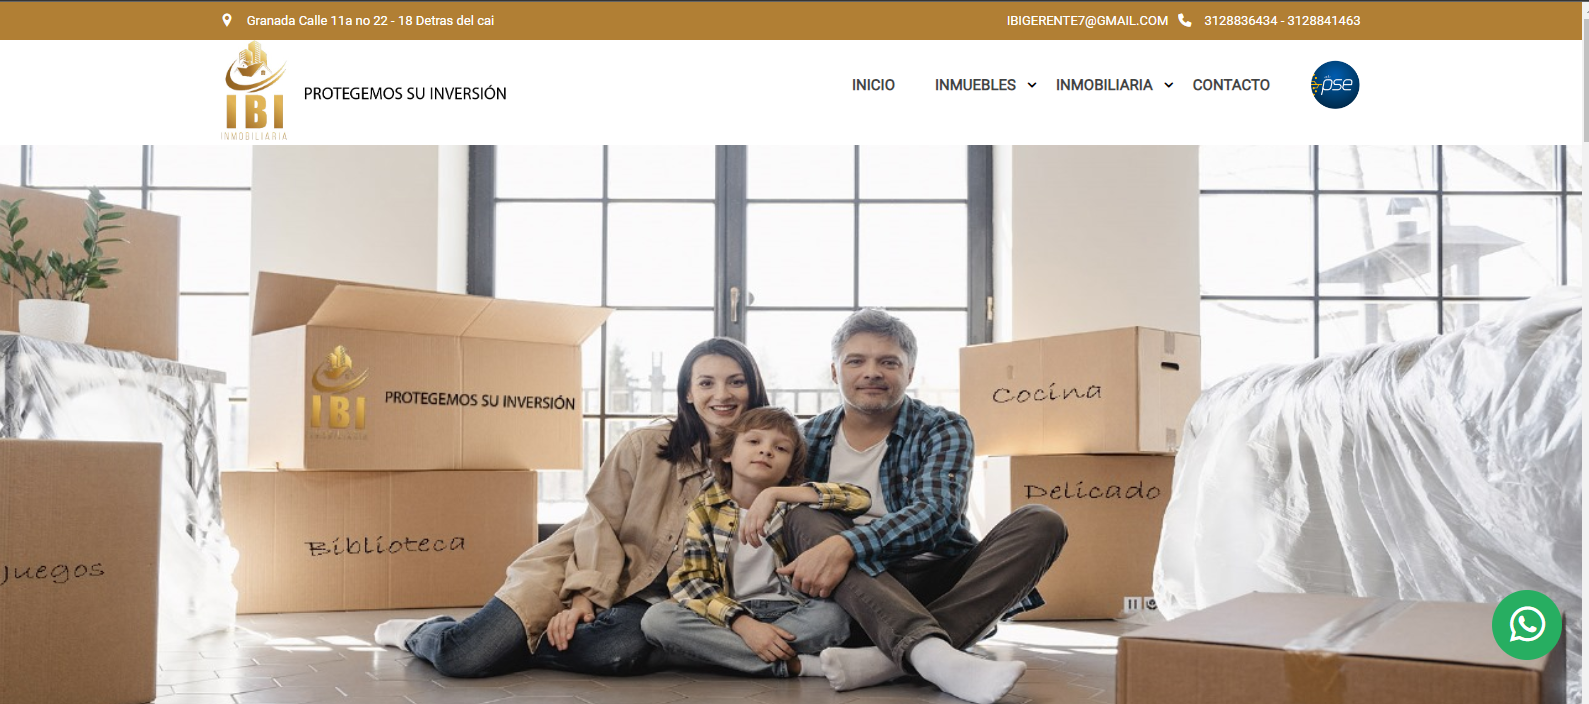 Granada Calle 11a no 22 - 18 Detras del cai
IBIGERENTE7@GMAIL.COM 3128836434 - 3128841463
IBI
INMOBILIARIA
PROTEGEMOS SU INVERSIÓN
INICIO INMUEBLES INMOBILIARIA CONTACTO
pse
IBI
INMOBILIARIA
PROTEGEMOS SU INVERSIÓN
Cocina
Delicado
Biblioteca
Juegos